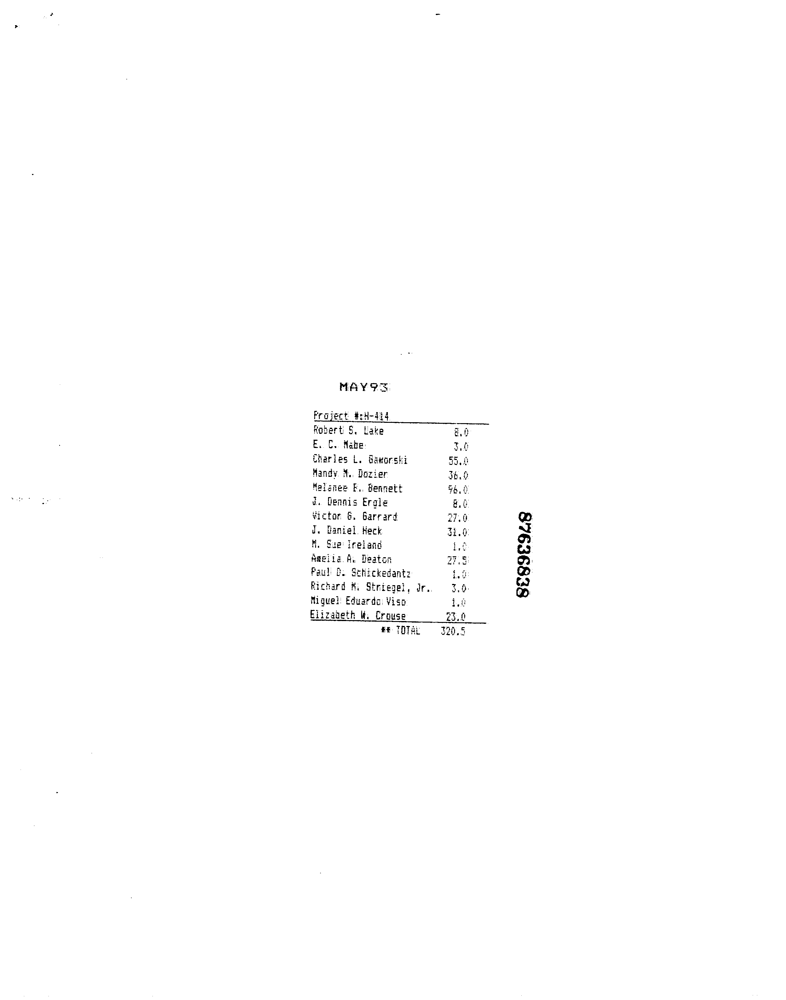 MAY93
Project #:H-414
Robert S. Lake 8.0
E. C. Mabe 3.0
Charles L. Gaworski 55.0
Mandy M. Dozier 36.0
Melanee E. Bennett 96.0
J. Dennis Ergle 8.0
Victor G. Garrard 27.0
J. Daniel Heck 31.0
M. Sue Ireland 1.0
Amelia A. Deaton 27.5
Paul D. Schickedantz 1.0
Richard M. Striegel, Jr. 3.0
Miguel Eduardo Viso 1.0
Elizabeth W. Crouse 23.0
** TOTAL 320.5
87636838